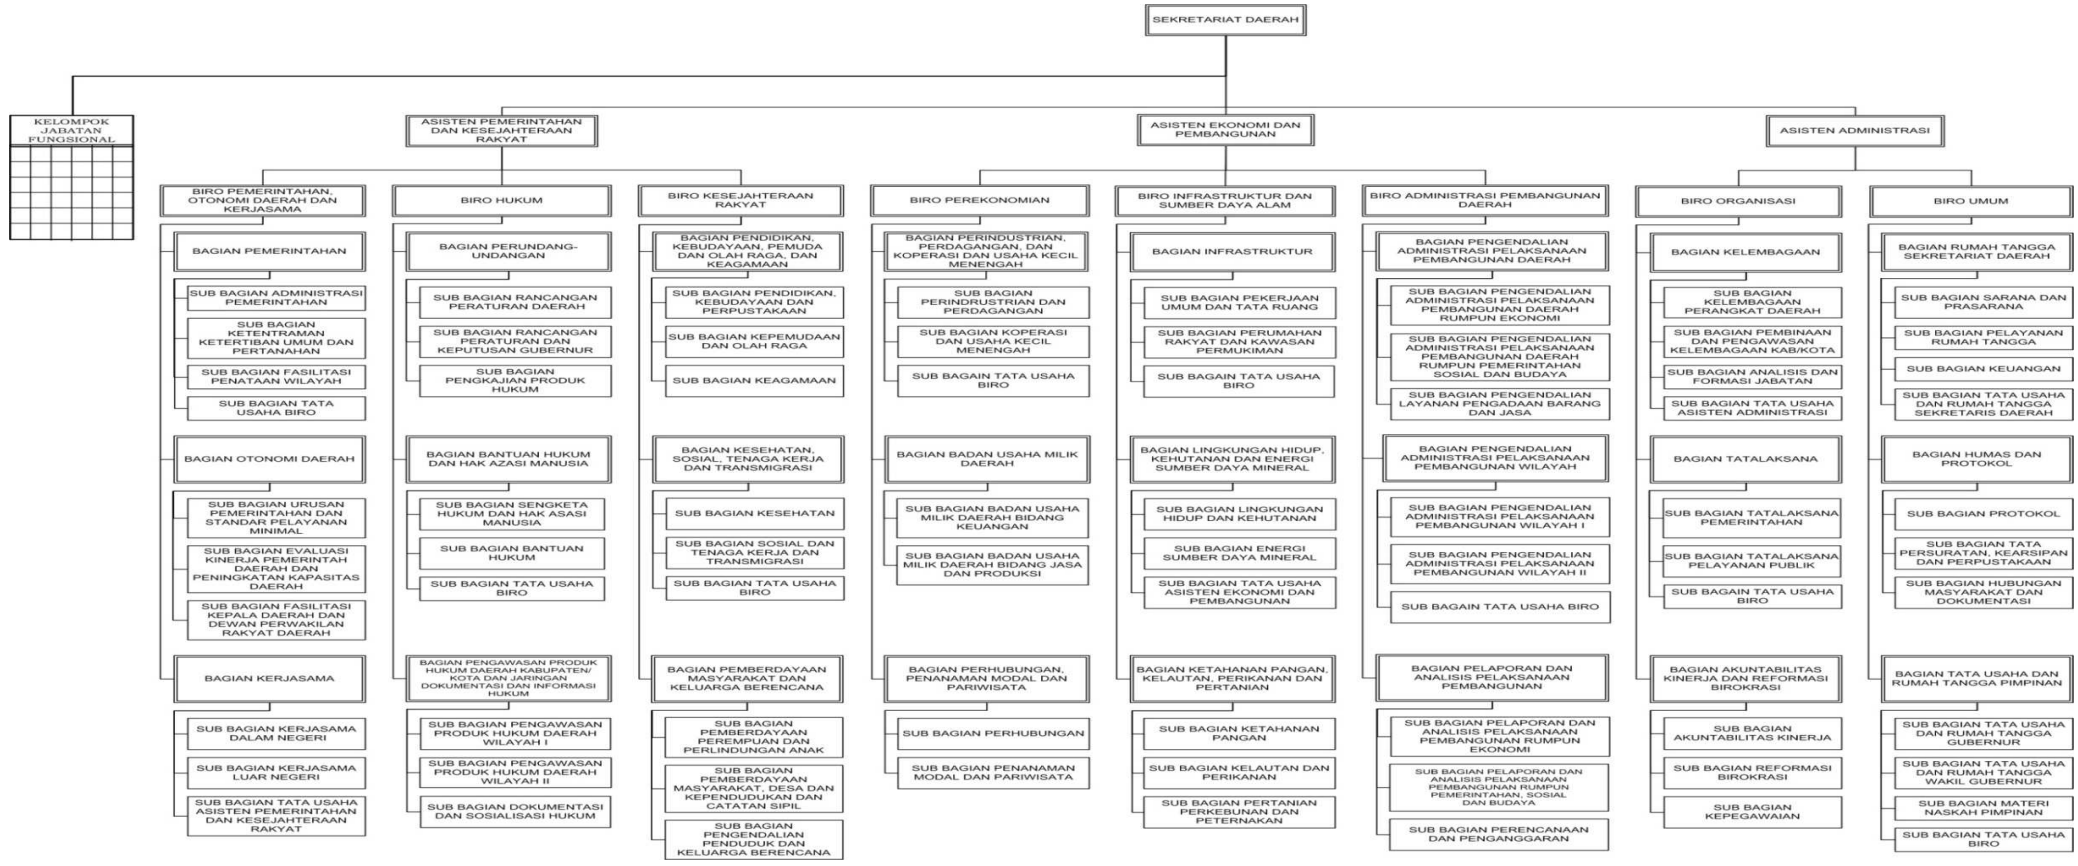 SEKRETARIAT DAERAH
KELOMPOK
JABATAN
FUNGSIONAL
ASISTEN PEMERINTAHAN
DAN KESEJAHTERAAN
RAKYAT
ASISTEN EKONOMI DAN
PEMBANGUNAN
ASISTEN ADMINISTRASI
BIRO PEMERINTAHAN,
OTONOMI DAERAH DAN
KERJASAMA
BAGIAN PEMERINTAHAN
SUB BAGIAN ADMINISTRASI
PEMERINTAHAN
SUB BAGIAN
KETENTRAMAN
KETERTIBAN UMUM DAN
PERTANAHAN
SUB BAGIAN FASILITASI
PENATAAN WILAYAH
SUB BAGIAN TATA
USAHA BIRO
BAGIAN OTONOMI DAERAH
SUB BAGIAN URUSAN
PEMERINTAHAN DAN
STANDAR PELAYANAN
MINIMAL
SUB BAGIAN EVALUASI
KINERJA PEMERINTAH
DAERAH DAN
PENINGKATAN KAPASITAS
DAERAH
SUB BAGIAN FASILITASI
KEPALA DAERAH DAN
DEWAN PERWAKILAN
RAKYAT DAERAH
BAGIAN KERJASAMA
SUB BAGIAN KERJASAMA
DALAM NEGERI
SUB BAGIAN KERJASAMA
LUAR NEGERI
SUB BAGIAN TATA USAHA
ASISTEN PEMERINTAHAN
DAN KESEJAHTERAAN
RAKYAT
BIRO HUKUM
BAGIAN PERUNDANG-
UNDANGAN
SUB BAGIAN RANCANGAN
PERATURAN DAERAH
SUB BAGIAN RANCANGAN
PERATURAN DAN
KEPUTUSAN GUBERNUR
SUB BAGIAN
PENGKAJIAN PRODUK
HUKUM
BAGIAN BANTUAN HUKUM
DAN HAK AZASI MANUSIA
SUB BAGIAN SENGKETA
HUKUM DAN HAK ASASI
MANUSIA
SUB BAGIAN BANTUAN
HUKUM
SUB BAGIAN TATA USAHA
BIRO
BAGIAN PENGAWASAN PRODUK
HUKUM DAERAH KABUPATEN/
KOTA DAN JARINGAN
DOKUMENTASI DAN INFORMASI
HUKUM
SUB BAGIAN PENGAWASAN
PRODUK HUKUM DAERAH
WILAYAH I
SUB BAGIAN PENGAWASAN
PRODUK HUKUM DAERAH
WILAYAH II
SUB BAGIAN DOKUMENTASI
DAN SOSIALISASI HUKUM
BIRO KESEJAHTERAAN
RAKYAT
BAGIAN PENDIDIKAN,
KEBUDAYAAN, PEMUDA
DAN OLAH RAGA, DAN
KEAGAMAAN
SUB BAGIAN PENDIDIKAN,
KEBUDAYAAN DAN
PERPUSTAKAAN
SUB BAGIAN KEPEMUDAAN
DAN OLAH RAGA
SUB BAGIAN KEAGAMAAN
BAGIAN KESEHATAN,
SOSIAL, TENAGA KERJA
DAN TRANSMIGRASI
SUB BAGIAN KESEHATAN
SUB BAGIAN SOSIAL DAN
TENAGA KERJA DAN
TRANSMIGRASI
SUB BAGIAN TATA USAHA
BIRO
BAGIAN PEMBERDAYAAN
MASYARAKAT DAN
KELUARGA BERENCANA
SUB BAGIAN
PEMBERDAYAAN
PEREMPUAN DAN
PERLINDUNGAN ANAK
SUB BAGIAN
PEMBERDAYAAN
MASYARAKAT, DESA DAN
KEPENDUDUKAN DAN
CATATAN SIPIL
SUB BAGIAN
PENGENDALIAN
PENDUDUK DAN
KELUARGA BERENCANA
BIRO PEREKONOMIAN
BAGIAN PERINDUSTRIAN,
PERDAGANGAN, DAN
KOPERASI DAN USAHA KECIL
MENENGAH
SUB BAGIAN
PERINDRUSTRIAN DAN
PERDAGANGAN
SUB BAGIAN KOPERASI
DAN USAHA KECIL
MENENGAH
SUB BAGAIN TATA USAHA
BIRO
BAGIAN BADAN USAHA MILIK
DAERAH
SUB BAGIAN BADAN USAHA
MILIK DAERAH BIDANG
KEUANGAN
SUB BAGIAN BADAN USAHA
MILIK DAERAH BIDANG JASA
DAN PRODUKSI
BAGIAN PERHUBUNGAN,
PENANAMAN MODAL DAN
PARIWISATA
SUB BAGIAN PERHUBUNGAN
SUB BAGIAN PENANAMAN
MODAL DAN PARIWISATA
BIRO INFRASTRUKTUR DAN
SUMBER DAYA ALAM
BAGIAN INFRASTRUKTUR
SUB BAGIAN PEKERJAAN
UMUM DAN TATA RUANG
SUB BAGIAN PERUMAHAN
RAKYAT DAN KAWASAN
PERMUKIMAN
SUB BAGAIN TATA USAHA
BIRO
BAGIAN LINGKUNGAN HIDUP,
KEHUTANAN DAN ENERGI
SUMBER DAYA MINERAL
SUB BAGIAN LINGKUNGAN
HIDUP DAN KEHUTANAN
SUB BAGIAN ENERGI
SUMBER DAYA MINERAL
SUB BAGIAN TATA USAHA
ASISTEN EKONOMI DAN
PEMBANGUNAN
BAGIAN KETAHANAN PANGAN,
KELAUTAN, PERIKANAN DAN
PERTANIAN
SUB BAGIAN KETAHANAN
PANGAN
SUB BAGIAN KELAUTAN DAN
PERIKANAN
SUB BAGIAN PERTANIAN
PERKEBUNAN DAN
PETERNAKAN
BIRO ADMINISTRASI PEMBANGUNAN
DAERAH
BAGIAN PENGENDALIAN
ADMINISTRASI PELAKSANAAN
PEMBANGUNAN DAERAH
SUB BAGIAN PENGENDALIAN
ADMINISTRASI PELAKSANAAN
PEMBANGUNAN DAERAH
RUMPUN EKONOMI
SUB BAGIAN PENGENDALIAN
ADMINISTRASI PELAKSANAAN
PEMBANGUNAN DAERAH
RUMPUN PEMERINTAHAN
SOSIAL DAN BUDAYA
SUB BAGIAN PENGENDALIAN
LAYANAN PENGADAAN BARANG
DAN JASA
BAGIAN PENGENDALIAN
ADMINISTRASI PELAKSANAAN
PEMBANGUNAN WILAYAH
SUB BAGIAN PENGENDALIAN
ADMINISTRASI PELAKSANAAN
PEMBANGUNAN WILAYAH I
SUB BAGIAN PENGENDALIAN
ADMINISTRASI PELAKSANAAN
PEMBANGUNAN WILAYAH II
SUB BAGAIN TATA USAHA BIRO
BAGIAN PELAPORAN DAN
ANALISIS PELAKSANAAN
PEMBANGUNAN
SUB BAGIAN PELAPORAN DAN
ANALISIS PELAKSANAAN
PEMBANGUNAN RUMPUN
EKONOMI
SUB BAGIAN PELAPORAN DAN
ANALISIS PELAKSANAAN
PEMBANGUNAN RUMPUN
PEMERINTAHAN, SOSIAL
DAN BUDAYA
SUB BAGIAN PERENCANAAN
DAN PENGANGGARAN
BIRO ORGANISASI
BAGIAN KELEMBAGAAN
SUB BAGIAN
KELEMBAGAAN
PERANGKAT DAERAH
SUB BAGIAN PEMBINAAN
DAN PENGAWASAN
KELEMBAGAAN KAB/KOTA
SUB BAGIAN ANALISIS DAN
FORMASI JABATAN
SUB BAGIAN TATA USAHA
ASISTEN ADMINISTRASI
BAGIAN TATALAKSANA
SUB BAGIAN TATALAKSANA
PEMERINTAHAN
SUB BAGIAN TATALAKSANA
PELAYANAN PUBLIK
SUB BAGAIN TATA USAHA
BIRO
BAGIAN AKUNTABILITAS
KINERJA DAN REFORMASI
BIROKRASI
SUB BAGIAN
AKUNTABILITAS KINERJA
SUB BAGIAN REFORMASI
BIROKRASI
SUB BAGIAN
KEPEGAWAIAN
BIRO UMUM
BAGIAN RUMAH TANGGA
SEKRETARIAT DAERAH
SUB BAGIAN SARANA DAN
PRASARANA
SUB BAGIAN PELAYANAN
RUMAH TANGGA
SUB BAGIAN KEUANGAN
SUB BAGIAN TATA USAHA
DAN RUMAH TANGGA
SEKRETARIS DAERAH
BAGIAN HUMAS DAN
PROTOKOL
SUB BAGIAN PROTOKOL
SUB BAGIAN TATA
PERSURATAN, KEARSIPAN
DAN PERPUSTAKAAN
SUB BAGIAN HUBUNGAN
MASYARAKAT DAN
DOKUMENTASI
BAGIAN TATA USAHA DAN
RUMAH TANGGA PIMPINAN
SUB BAGIAN TATA USAHA
DAN RUMAH TANGGA
GUBERNUR
SUB BAGIAN TATA USAHA
DAN RUMAH TANGGA
WAKIL GUBERNUR
SUB BAGIAN MATERI
NASKAH PIMPINAN
SUB BAGIAN TATA USAHA
BIRO